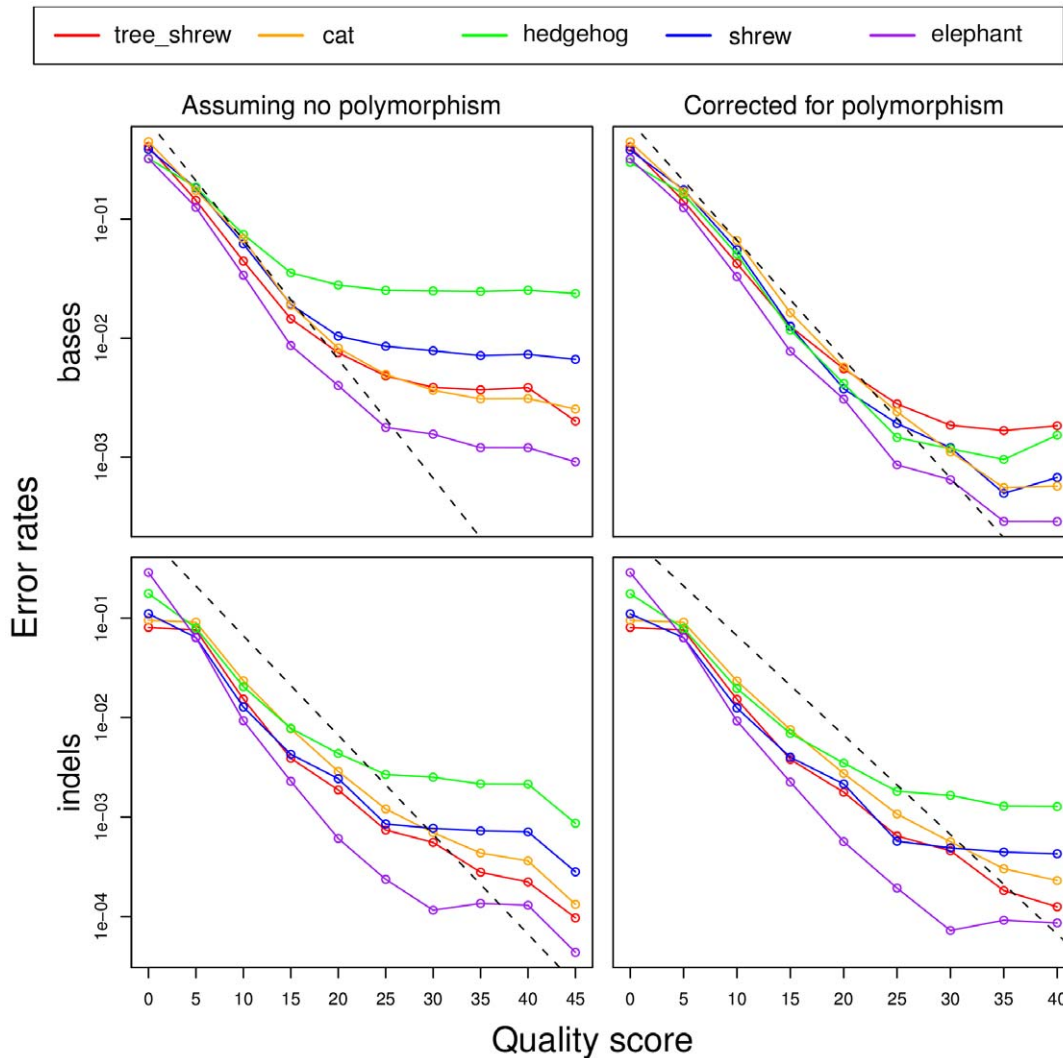 tree_shrew cat hedgehog shrew elephant
Assuming no polymorphism Corrected for polymorphism
Error rates
bases
1e-01
1e-02
1e-03
indels
1e-01
1e-02
1e-03
1e-04
0 5 10 15 20 25 30 35 40 45 0 5 10 15 20 25 30 35 40
Quality score